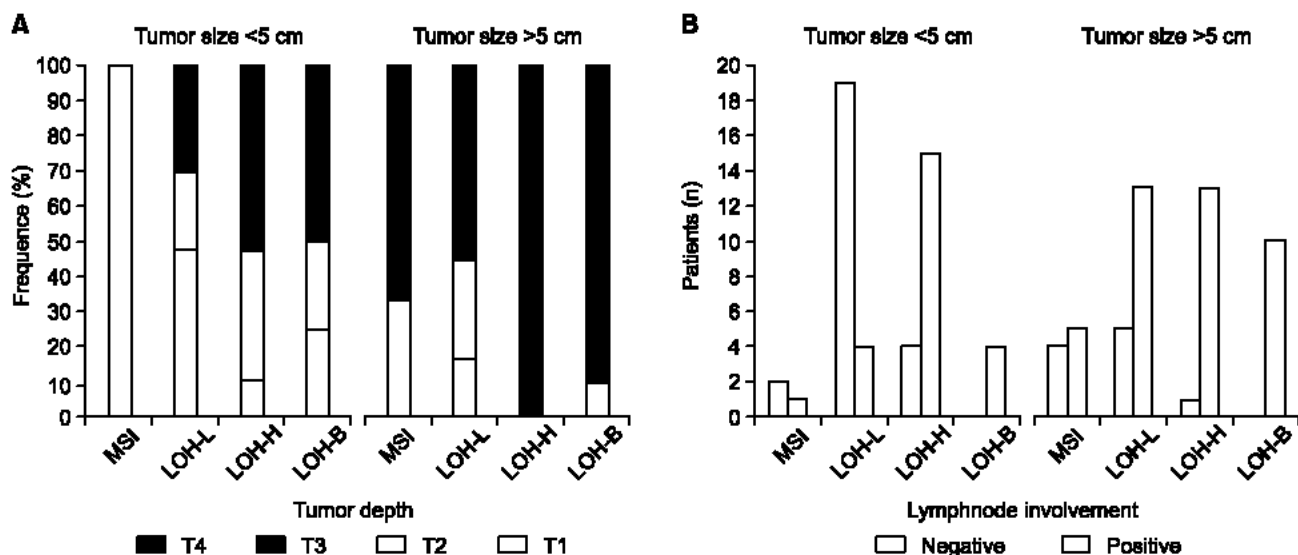 A
Tumor size <5 cm
Tumor size >5 cm
Frequence (%)
100
90
80
70
60
50
40
30
20
10
0
MSI
LOH-L
LOH-H
LOH-B
MSI
LOH-L
LOH-H
LOH-B
Tumor depth
T4 T3 T2 T1
B
Tumor size <5 cm
Tumor size >5 cm
Patients (n)
20
18
16
14
12
10
8
6
4
2
0
MSI
LOH-L
LOH-H
LOH-B
MSI
LOH-L
LOH-H
LOH-B
Lymphnode involvement
Negative Positive